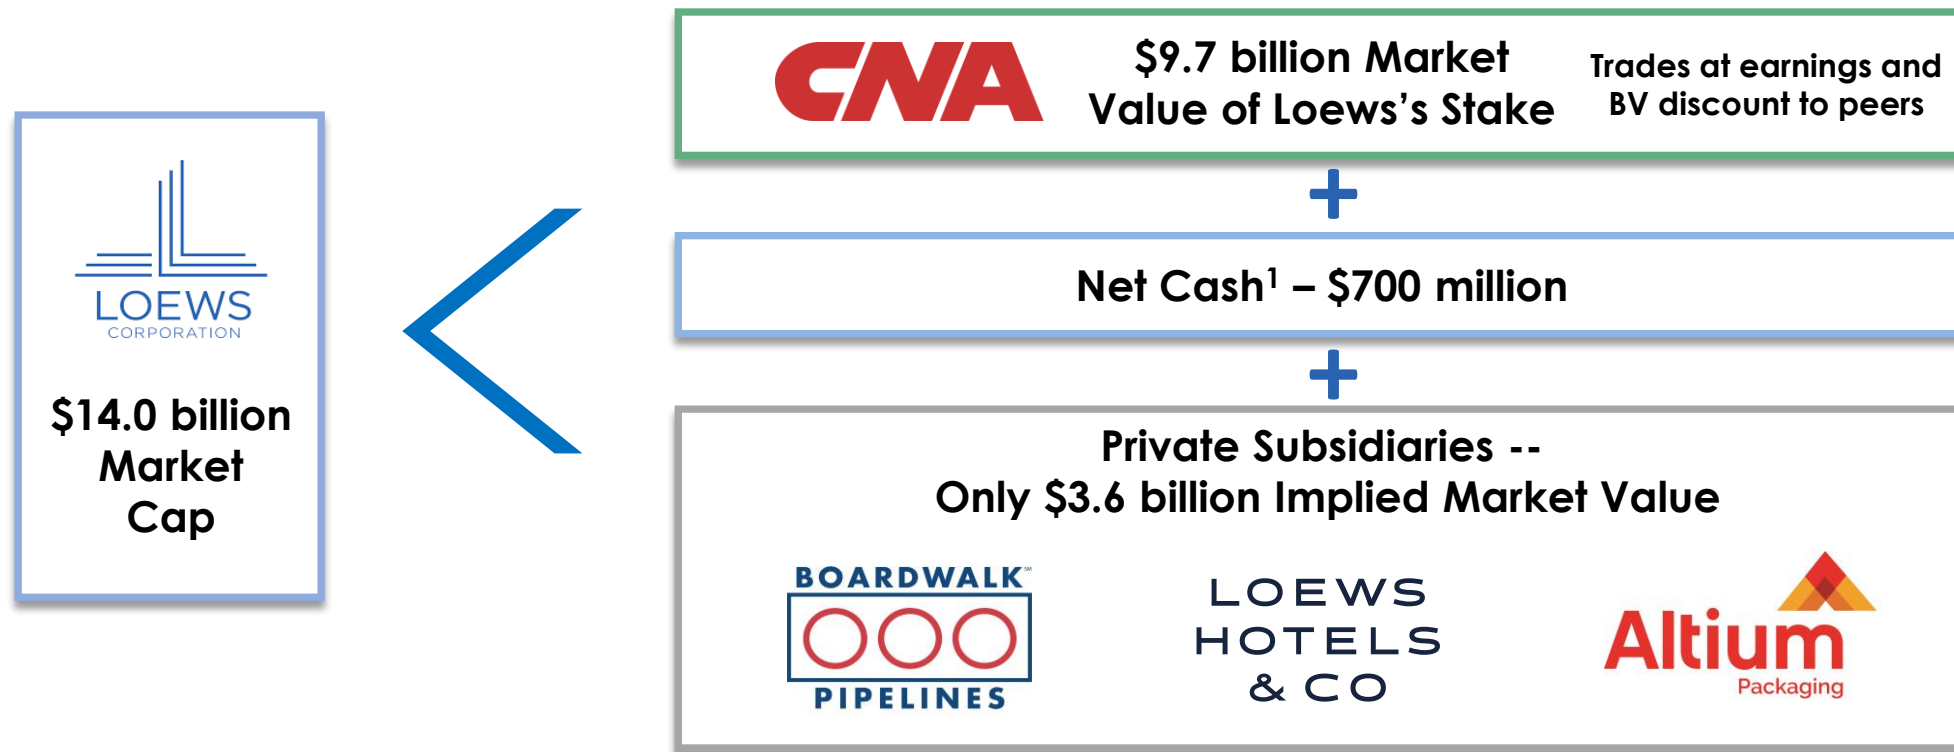 LOEWS
CORPORATION
$14.0 billion
Market
Cap
CNA
$9.7 billion Market
Value of Loews's Stake
Trades at earnings and
BV discount to peers
+
Net Cash¹ – $700 million
+
Private Subsidiaries --
Only $3.6 billion Implied Market Value
BOARDWALK℠
PIPELINES
LOEWS
HOTELS
& CO
Altium
Packaging